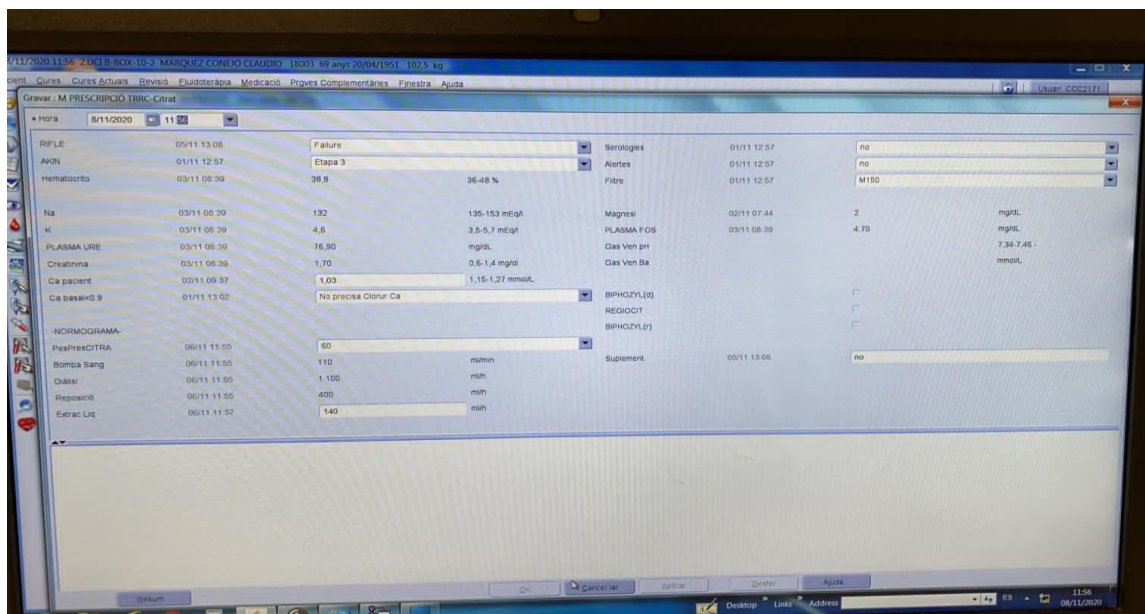 /11/2020 11:56 2.UCI B-BOX-10-2 MARQUEZ CONEJO CLAUDIO 18003 69 anys 20/04/1951 102,5 kg
cient Cures Cures Actuals Revisió Fluidoteràpia Medicació Proves Complementàries Finestra Ajuda
Usuari: CCC2171
Gravar : M PRESCRIPCIÓ TRRC-Citrat
Hora 8/11/2020 11:56
RIFLE 05/11 13:06 Failure
Serologies 01/11 12:57 no
AKIN 01/11 12:57 Etapa 3
Alertes 01/11 12:57 no
Hematocrito 03/11 08:39 38,8 36-48 %
Filtre 01/11 12:57 M150
Na 03/11 08:39 132 135-153 mEq/l
Magnesi 02/11 07:44 2 mg/dL
K 03/11 08:39 4,6 3,5-5,7 mEq/l
PLASMA FOS 03/11 08:39 4,70 mg/dL
PLASMA URE 03/11 08:39 76,90 mg/dL
Gas Ven pH 7,34-7,46 -
Creatinina 03/11 08:39 1,70 0,6-1,4 mg/dl
Gas Ven Ba mmol/L
Ca pacient 02/11 09:37 1,03 1,15-1,27 mmol/L
Ca basal<0.9 01/11 13:02 No precisa Clorur Ca
BIPHOZYL(d)
REGIOCIT
-NORMOGRAMA-
BIPHOZYL(r)
PesPresCITRA 06/11 11:55 60
Bomba Sang 06/11 11:55 110 ml/min
Suplement 05/11 13:06 no
Diàlisi 06/11 11:55 1 100 ml/h
Reposició 06/11 11:55 400 ml/h
Extrac Liq 06/11 11:57 140 ml/h
Resum OK Cancel·lar Aplicar Desfer Ajuda
Desktop Links Address ES 11:56
08/11/2020